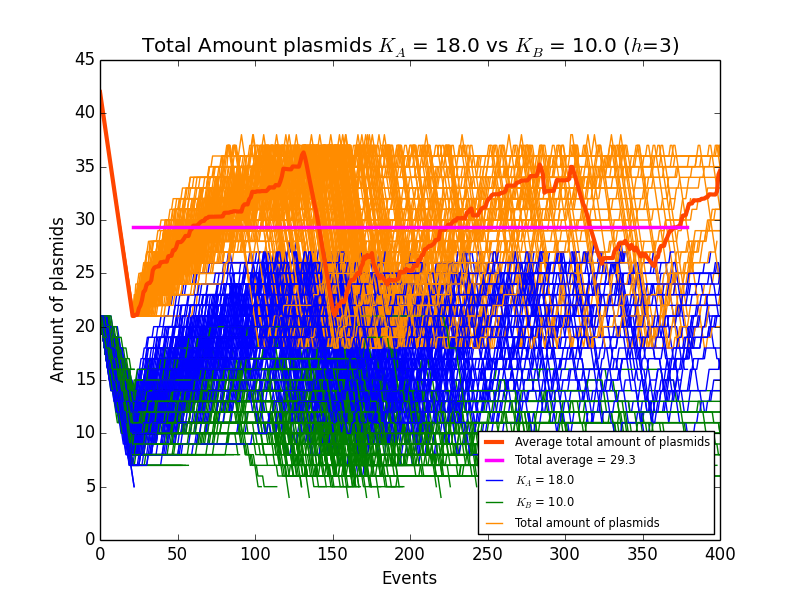 Total Amount plasmids K_A = 18.0 vs K_B = 10.0 (h=3)
Amount of plasmids
45
40
35
30
25
20
15
10
5
0
Average total amount of plasmids
Total average = 29.3
K_A = 18.0
K_B = 10.0
Total amount of plasmids
0 50 100 150 200 250 300 350 400
Events